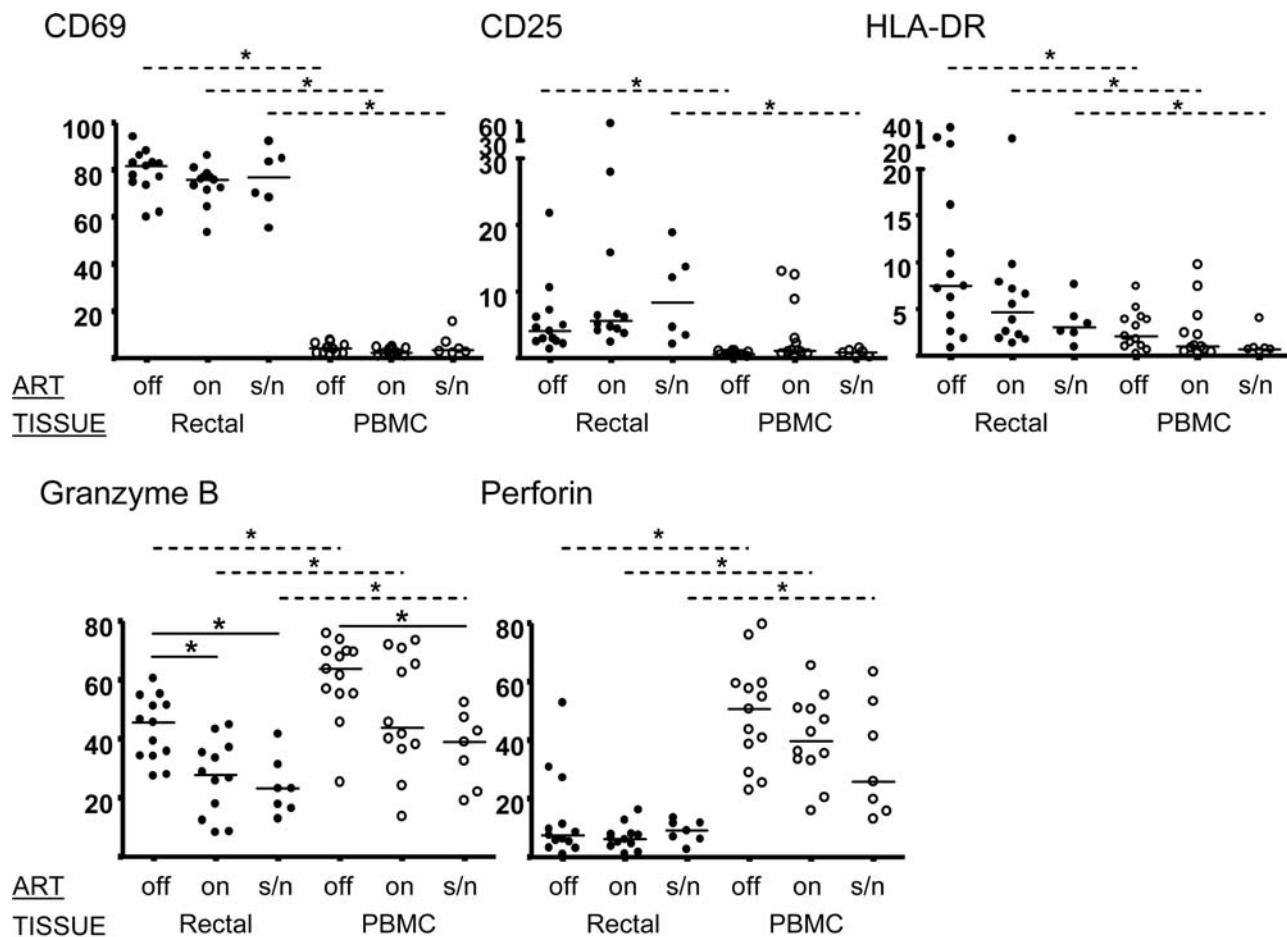 CD69 CD25 HLA-DR
* * *
* *
* * *
100 80 60 40 20
60 30 30 20 10
40 20 20 15 10 5
ART off on s/n off on s/n off on s/n off on s/n off on s/n off on s/n
TISSUE Rectal PBMC Rectal PBMC Rectal PBMC
Granzyme B Perforin
* *
* *
* *
* *
*
80 60 40 20
80 60 40 20
ART off on s/n off on s/n off on s/n off on s/n
TISSUE Rectal PBMC Rectal PBMC